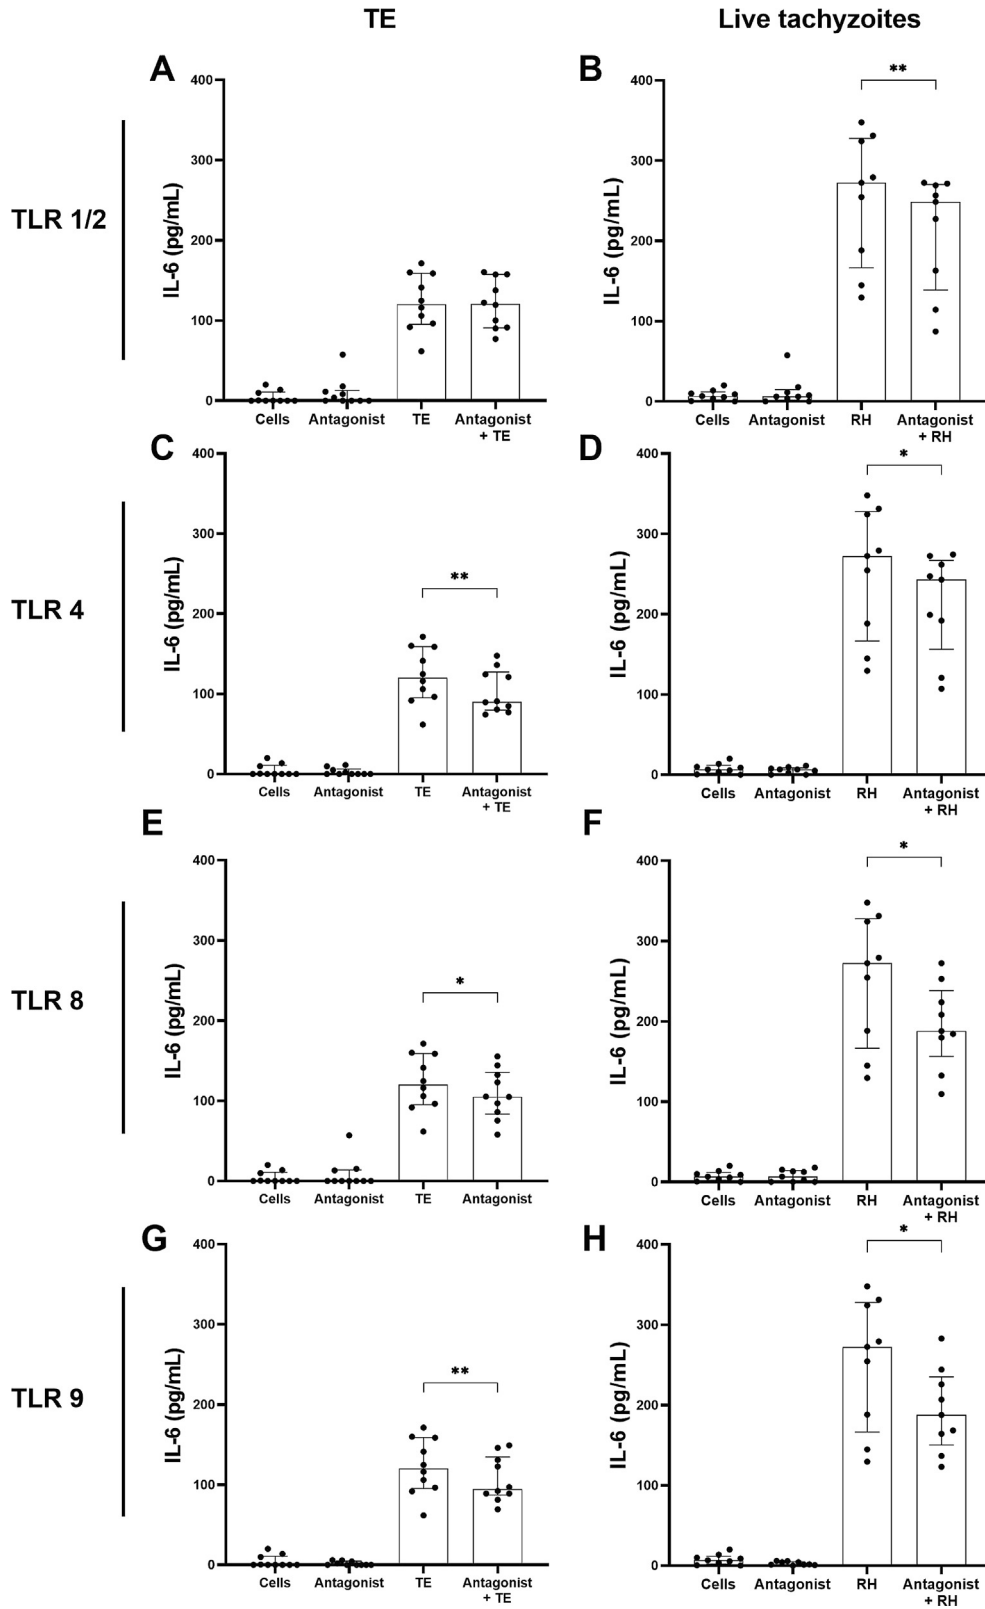 TE
Live tachyzoites
TLR 1/2
A
IL-6 (pg/mL)
400
300
200
100
0
Cells
Antagonist
TE
Antagonist
+ TE
B
IL-6 (pg/mL)
400
300
200
100
0
**
Cells
Antagonist
RH
Antagonist
+ RH
TLR 4
C
IL-6 (pg/mL)
400
300
200
100
0
**
Cells
Antagonist
TE
Antagonist
+ TE
D
IL-6 (pg/mL)
400
300
200
100
0
*
Cells
Antagonist
RH
Antagonist
+ RH
TLR 8
E
IL-6 (pg/mL)
400
300
200
100
0
*
Cells
Antagonist
TE
Antagonist
F
IL-6 (pg/mL)
400
300
200
100
0
*
Cells
Antagonist
RH
Antagonist
+ RH
TLR 9
G
IL-6 (pg/mL)
400
300
200
100
0
**
Cells
Antagonist
TE
Antagonist
+ TE
H
IL-6 (pg/mL)
400
300
200
100
0
*
Cells
Antagonist
RH
Antagonist
+ RH